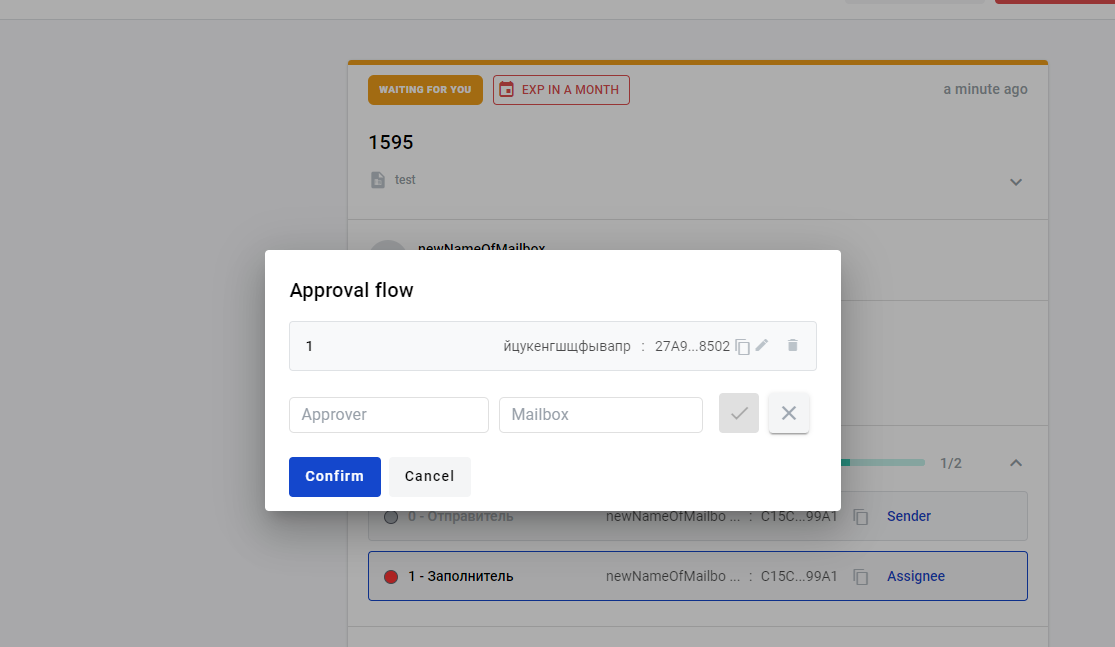 WAITING FOR YOU EXP IN A MONTH a minute ago
1595
test
newNameOfMailbox
Approval flow
1 йцукенгшщфывапр : 27A9...8502
Approver Mailbox
1/2
Confirm Cancel
0 - Отправитель newNameOfMailbo ... : C15C...99A1 Sender
1 - Заполнитель newNameOfMailbo ... : C15C...99A1 Assignee